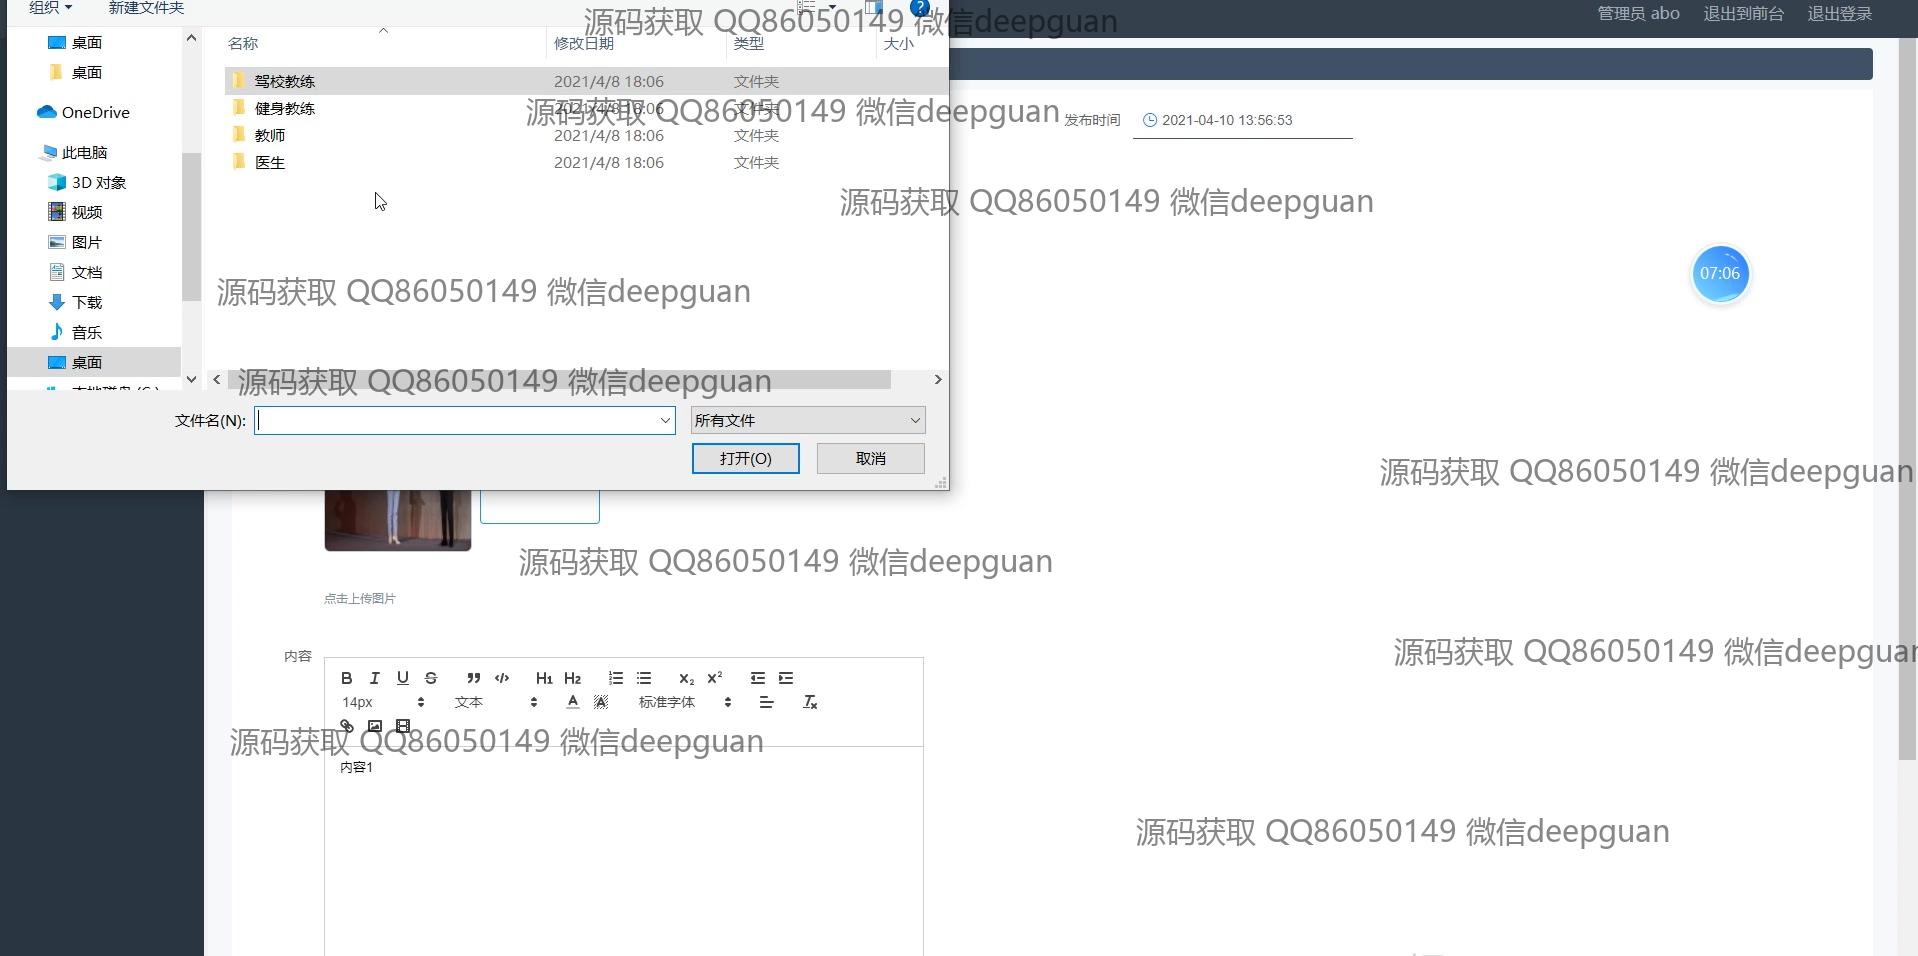 组织 新建文件夹
管理员 abo 退出到前台 退出登录
源码获取 QQ86050149 微信deepguan
桌面
名称 修改日期 类型 大小
桌面
驾校教练 2021/4/8 18:06 文件夹
健身教练 2021/4/8 18:06 文件夹
OneDrive
源码获取 QQ86050149 微信deepguan
发布时间 2021-04-10 13:56:53
教师 2021/4/8 18:06 文件夹
此电脑
医生 2021/4/8 18:06 文件夹
3D 对象
源码获取 QQ86050149 微信deepguan
视频
图片
文档
07:06
源码获取 QQ86050149 微信deepguan
下载
音乐
桌面
源码获取 QQ86050149 微信deepguan
文件名(N): 所有文件
打开(O) 取消
源码获取 QQ86050149 微信deepguan
源码获取 QQ86050149 微信deepguan
点击上传图片
内容
源码获取 QQ86050149 微信deepguan
B I U S H1 H2 X2 X2
14px 文本 A A 标准字体 Tx
源码获取 QQ86050149 微信deepguan
内容1
源码获取 QQ86050149 微信deepguan